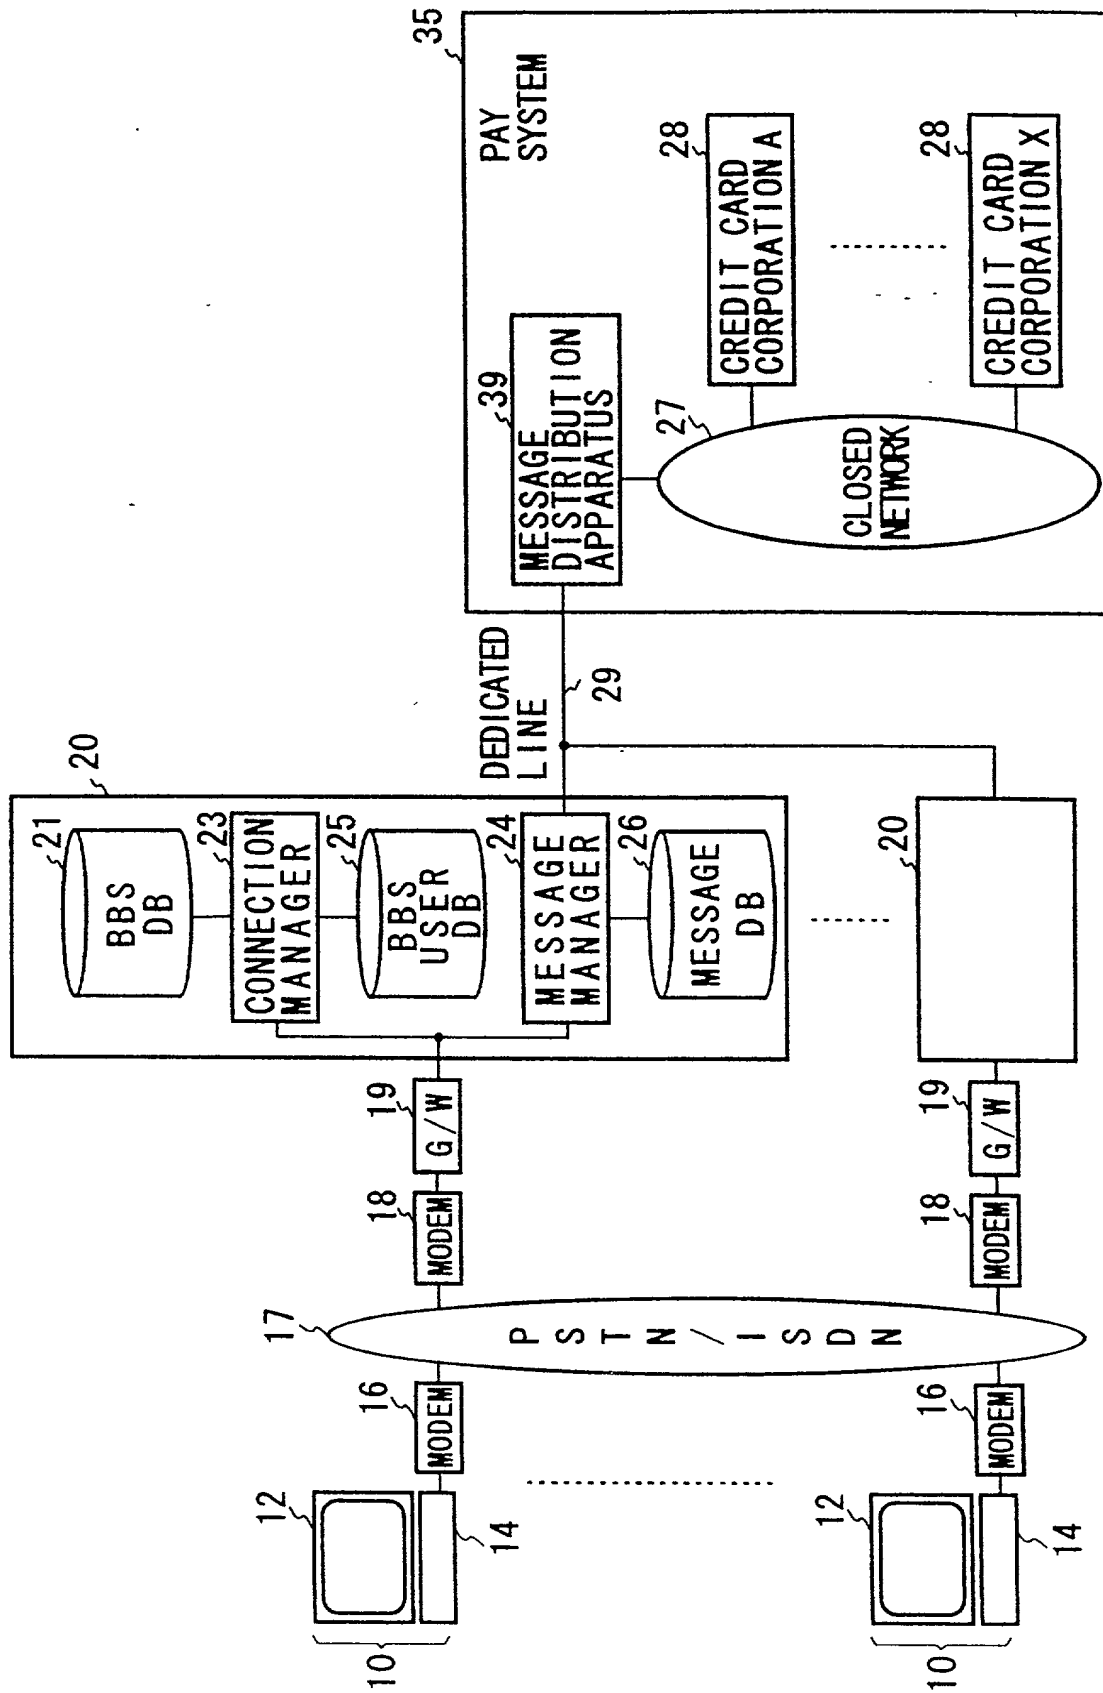 10
12
14
16
MODEM
17
PSTN/ISDN
18
MODEM
19
G/W
20
21
BBS
DB
23
CONNECTION
MANAGER
25
BBS
USER
DB
24
MESSAGE
MANAGER
26
MESSAGE
DB
DEDICATED
LINE
29
35
PAY
SYSTEM
39
MESSAGE
DISTRIBUTION
APPARATUS
27
CLOSED
NETWORK
28
CREDIT CARD
CORPORATION A
28
CREDIT CARD
CORPORATION X
10
12
14
16
MODEM
18
MODEM
19
G/W
20